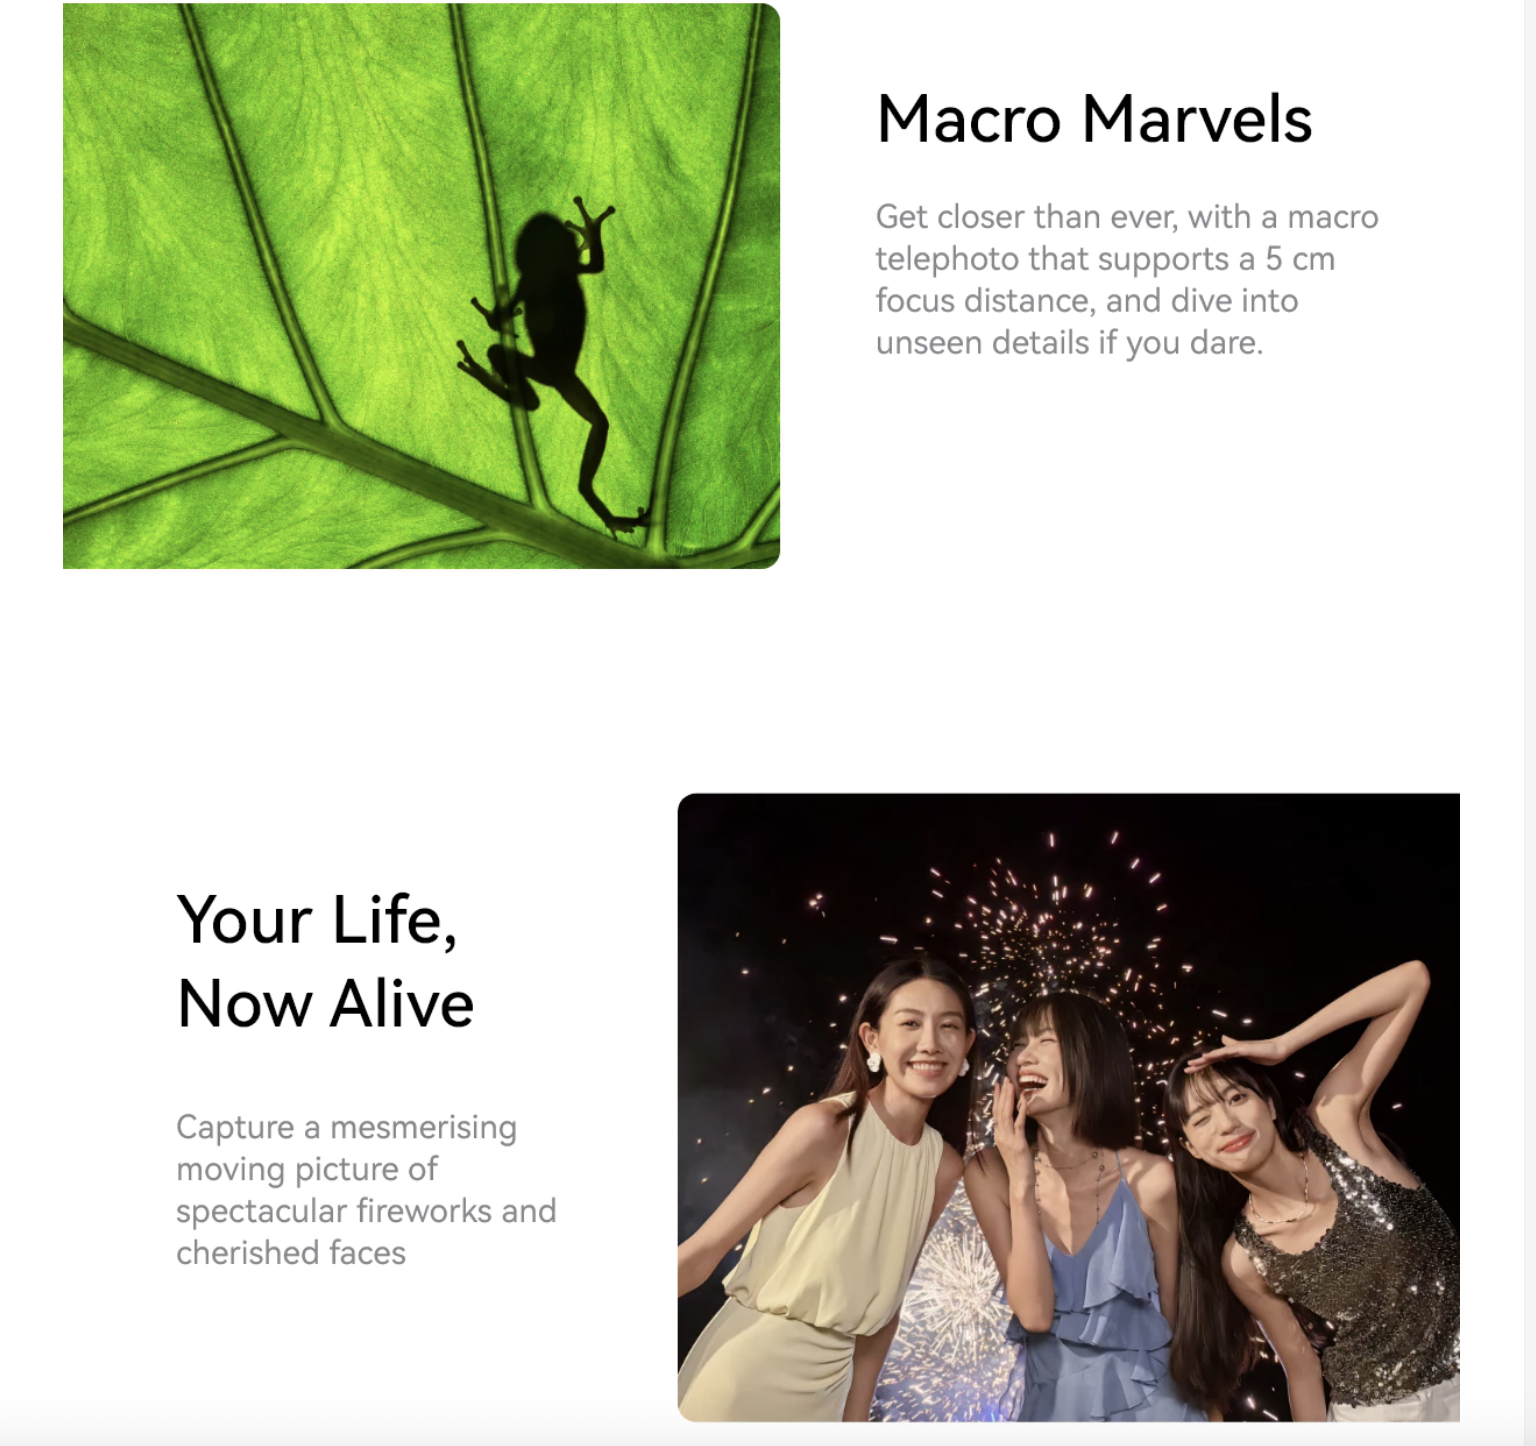 Macro Marvels
Get closer than ever, with a macro
telephoto that supports a 5 cm
focus distance, and dive into
unseen details if you dare.
Your Life,
Now Alive
Capture a mesmerising
moving picture of
spectacular fireworks and
cherished faces